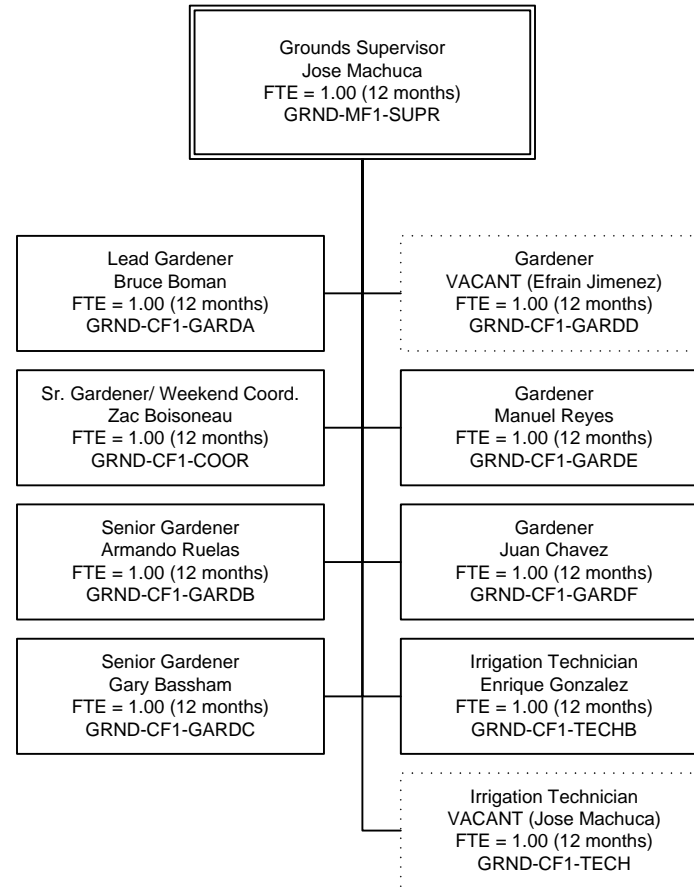 Grounds Supervisor
Jose Machuca
FTE = 1.00 (12 months)
GRND-MF1-SUPR
Lead Gardener
Bruce Boman
FTE = 1.00 (12 months)
GRND-CF1-GARDA
Gardener
VACANT (Efrain Jimenez)
FTE = 1.00 (12 months)
GRND-CF1-GARDD
Sr. Gardener/ Weekend Coord.
Zac Boisoneau
FTE = 1.00 (12 months)
GRND-CF1-COOR
Gardener
Manuel Reyes
FTE = 1.00 (12 months)
GRND-CF1-GARDE
Senior Gardener
Armando Ruelas
FTE = 1.00 (12 months)
GRND-CF1-GARDB
Gardener
Juan Chavez
FTE = 1.00 (12 months)
GRND-CF1-GARDF
Senior Gardener
Gary Bassham
FTE = 1.00 (12 months)
GRND-CF1-GARDC
Irrigation Technician
Enrique Gonzalez
FTE = 1.00 (12 months)
GRND-CF1-TECHB
Irrigation Technician
VACANT (Jose Machuca)
FTE = 1.00 (12 months)
GRND-CF1-TECH